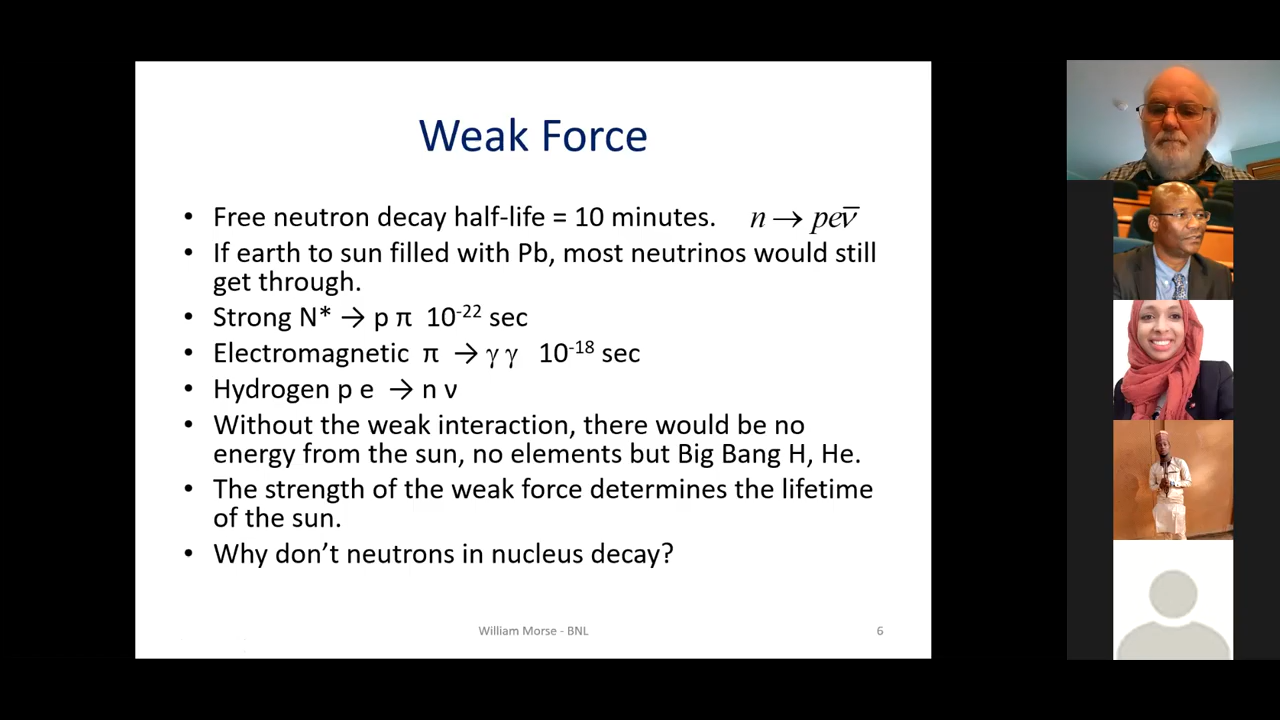 Weak Force
• Free neutron decay half-life = 10 minutes. n → peν̅
• If earth to sun filled with Pb, most neutrinos would still
get through.
• Strong N* → p π 10⁻²² sec
• Electromagnetic π → γ γ 10⁻¹⁸ sec
• Hydrogen p e → n ν
• Without the weak interaction, there would be no
energy from the sun, no elements but Big Bang H, He.
• The strength of the weak force determines the lifetime
of the sun.
• Why don’t neutrons in nucleus decay?
William Morse - BNL 6